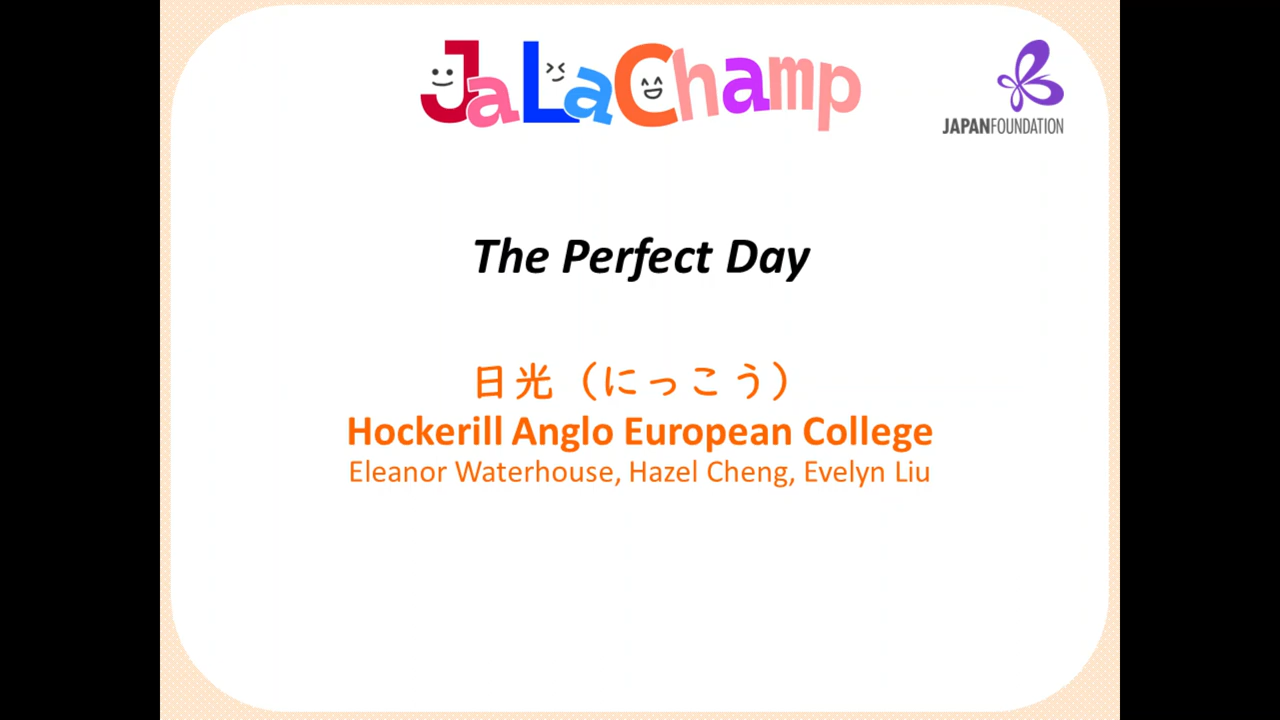 JaLaChamp
JAPANFOUNDATION
The Perfect Day
日光（にっこう）
Hockerill Anglo European College
Eleanor Waterhouse, Hazel Cheng, Evelyn Liu